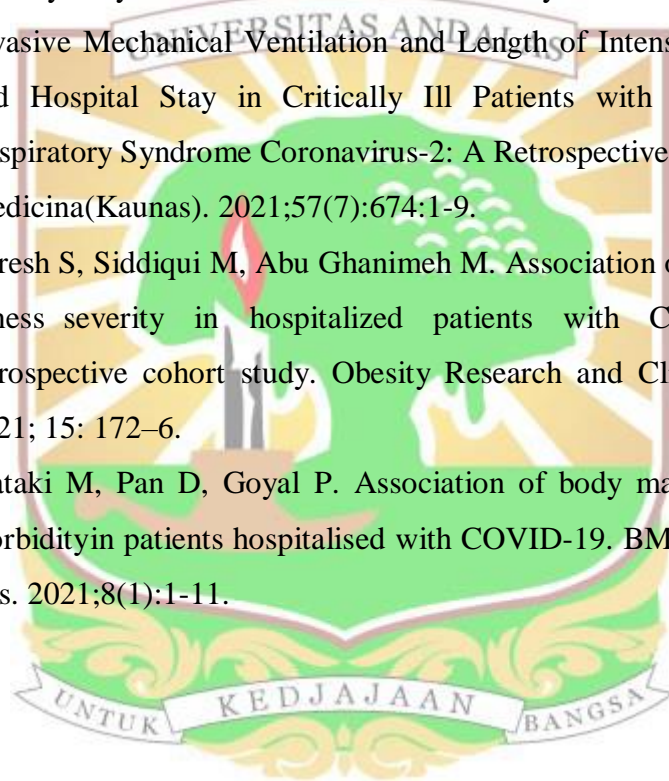 UNIVERSITAS ANDALAS
vasive Mechanical Ventilation and Length of Intens
d Hospital Stay in Critically Ill Patients with
spiratory Syndrome Coronavirus-2: A Retrospective
edicina(Kaunas). 2021;57(7):674:1-9.
resh S, Siddiqui M, Abu Ghanimeh M. Association o
ness severity in hospitalized patients with C
trospective cohort study. Obesity Research and Cl
21; 15: 172–6.
ataki M, Pan D, Goyal P. Association of body ma
orbidityin patients hospitalised with COVID-19. BM
s. 2021;8(1):1-11.
UNTUK KEDJAJAAN BANGSA